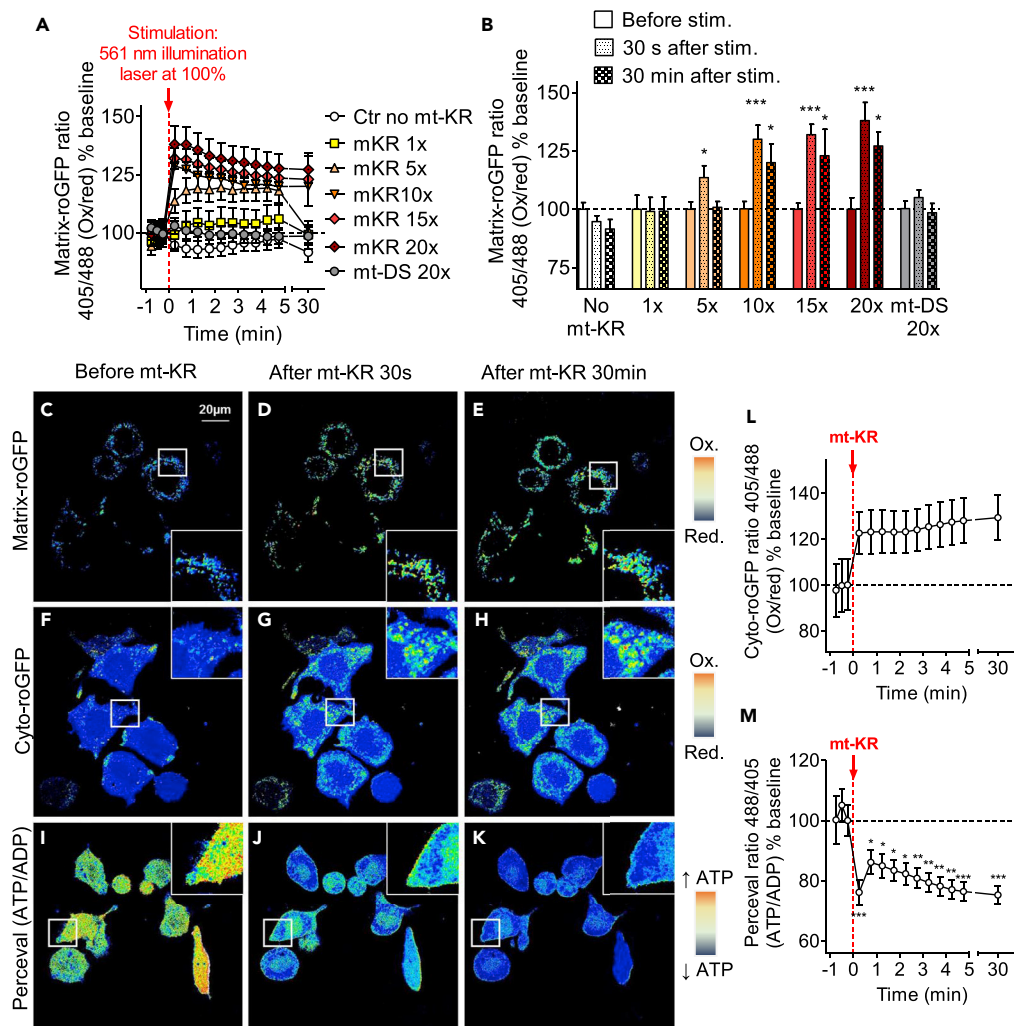 A
Stimulation:
561 nm illumination
laser at 100%
Matrix-roGFP ratio
405/488 (Ox/red) % baseline
150
125
100
75
-1 0 1 2 3 4 5 30
Time (min)
Ctr no mt-KR
mKR 1x
mKR 5x
mKR10x
mKR 15x
mKR 20x
mt-DS 20x
B
Before stim.
30 s after stim.
30 min after stim.
Matrix-roGFP ratio
405/488 (Ox/red) % baseline
150
125
100
75
*
*** *
*** *
*** *
No mt-KR
1x
5x
10x
15x
20x
mt-DS 20x
Before mt-KR
After mt-KR 30s
After mt-KR 30min
Matrix-roGFP
C
20µm
D
E
Ox.
Red.
Cyto-roGFP
F
G
H
Ox.
Red.
Perceval (ATP/ADP)
I
J
K
↑ ATP
↓ ATP
L
mt-KR
Cyto-roGFP ratio 405/488
(Ox/red) % baseline
140
120
100
80
-1 0 1 2 3 4 5 30
Time (min)
M
mt-KR
Perceval ratio 488/405
(ATP/ADP) % baseline
120
100
80
60
*** * * * * ** ** ** ** *** ***
-1 0 1 2 3 4 5 30
Time (min)